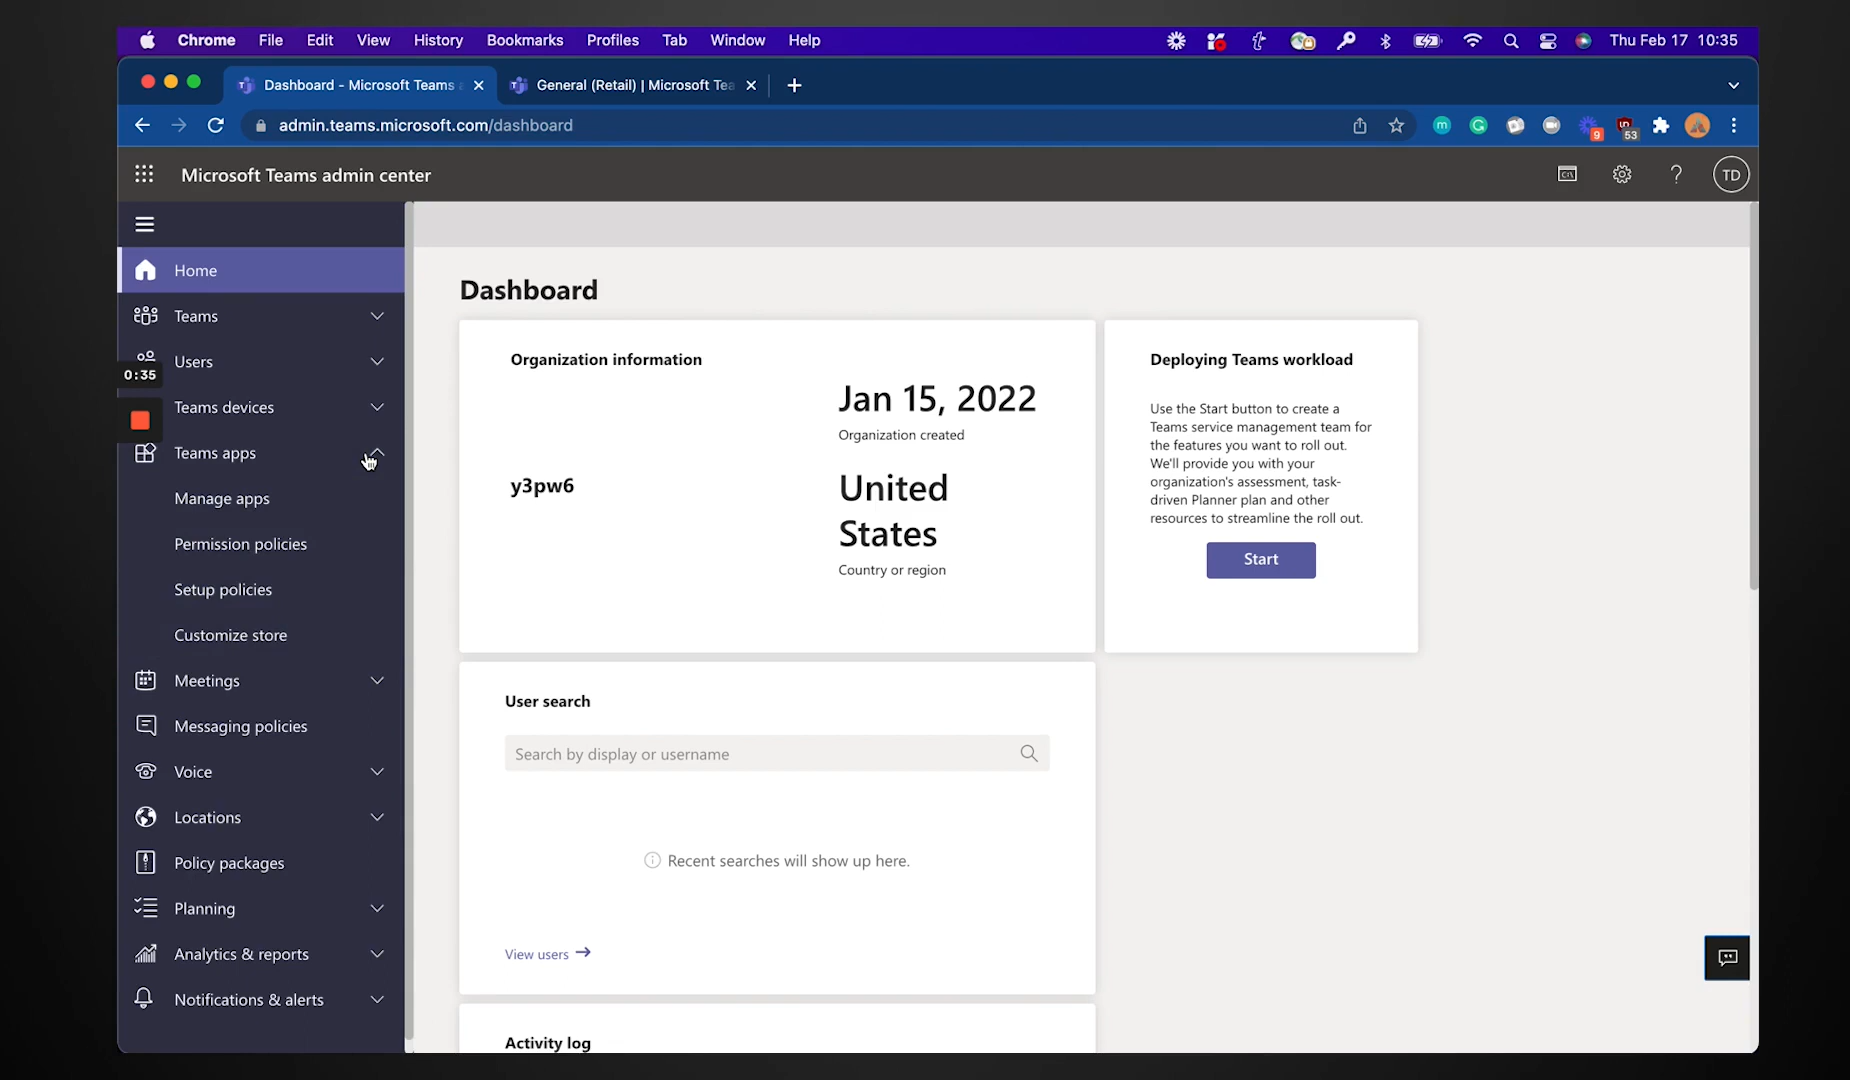 Chrome File Edit View History Bookmarks Profiles Tab Window Help Thu Feb 17 10:35
Dashboard - Microsoft Teams General (Retail) | Microsoft Tea
admin.teams.microsoft.com/dashboard 9 53
Microsoft Teams admin center TD
Home
Teams
Users
0:35
Teams devices
Teams apps
Manage apps
Permission policies
Setup policies
Customize store
Meetings
Messaging policies
Voice
Locations
Policy packages
Planning
Analytics & reports
Notifications & alerts
Dashboard
Organization information
Jan 15, 2022
Organization created
y3pw6
United
States
Country or region
Deploying Teams workload
Use the Start button to create a
Teams service management team for
the features you want to roll out.
We'll provide you with your
organization's assessment, task-
driven Planner plan and other
resources to streamline the roll out.
Start
User search
Search by display or username
Recent searches will show up here.
View users
Activity log